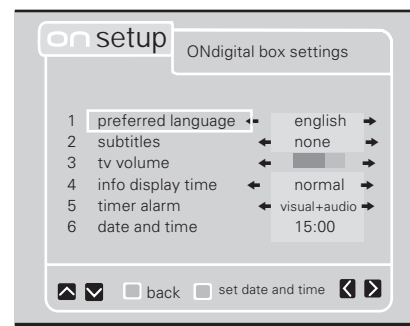 on setup
ONdigital box settings
1 preferred language english
2 subtitles none
3 tv volume
4 info display time normal
5 timer alarm visual+audio
6 date and time 15:00
back set date and time